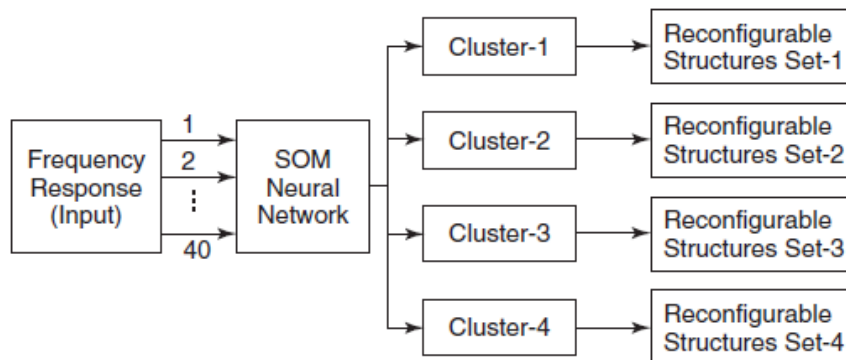 Frequency
Response
(Input)
1
2
40
SOM
Neural
Network
Cluster-1
Cluster-2
Cluster-3
Cluster-4
Reconfigurable
Structures Set-1
Reconfigurable
Structures Set-2
Reconfigurable
Structures Set-3
Reconfigurable
Structures Set-4